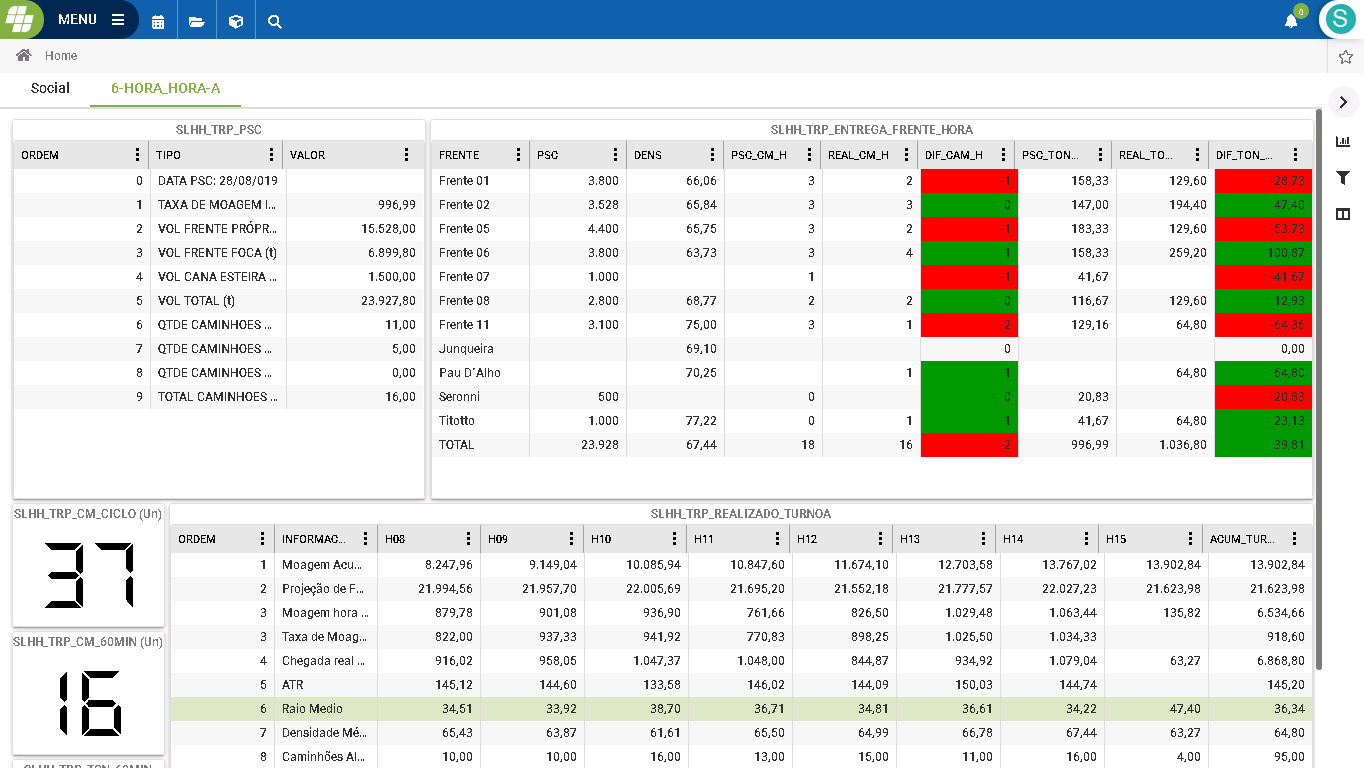 MENU
0
S
Home
Social 6-HORA_HORA-A
SLHH_TRP_PSC
ORDEM TIPO VALOR
0 DATA PSC: 28/08/019
1 TAXA DE MOAGEM I... 996,99
2 VOL FRENTE PRÓPR... 15.528,00
3 VOL FRENTE FOCA (t) 6.899,80
4 VOL CANA ESTEIRA ... 1.500,00
5 VOL TOTAL (t) 23.927,80
6 QTDE CAMINHOES ... 11,00
7 QTDE CAMINHOES ... 5,00
8 QTDE CAMINHOES ... 0,00
9 TOTAL CAMINHOES ... 16,00
SLHH_TRP_ENTREGA_FRENTE_HORA
FRENTE PSC DENS PSC_CM_H REAL_CM_H DIF_CAM_H PSC_TON... REAL_TO... DIF_TON_...
Frente 01 3.800 66,06 3 2 -1 158,33 129,60 -28,73
Frente 02 3.528 65,84 3 3 0 147,00 194,40 47,40
Frente 05 4.400 65,75 3 2 -1 183,33 129,60 -53,73
Frente 06 3.800 63,73 3 4 1 158,33 259,20 100,87
Frente 07 1.000 1 -1 41,67 -41,67
Frente 08 2.800 68,77 2 2 0 116,67 129,60 12,93
Frente 11 3.100 75,00 3 1 -2 129,16 64,80 -64,36
Junqueira 69,10 0 0,00
Pau D´Alho 70,25 1 1 64,80 64,80
Seronni 500 0 0 20,83 -20,83
Titotto 1.000 77,22 0 1 1 41,67 64,80 23,13
TOTAL 23.928 67,44 18 16 -2 996,99 1.036,80 39,81
SLHH_TRP_CM_CICLO (Un)
37
SLHH_TRP_CM_60MIN (Un)
16
SLHH_TRP_REALIZADO_TURNOA
ORDEM INFORMAC... H08 H09 H10 H11 H12 H13 H14 H15 ACUM_TUR...
1 Moagem Acu... 8.247,96 9.149,04 10.085,94 10.847,60 11.674,10 12.703,58 13.767,02 13.902,84 13.902,84
2 Projeção de F... 21.994,56 21.957,70 22.005,69 21.695,20 21.552,18 21.777,57 22.027,23 21.623,98 21.623,98
3 Moagem hora ... 879,78 901,08 936,90 761,66 826,50 1.029,48 1.063,44 135,82 6.534,66
3 Taxa de Moag... 822,00 937,33 941,92 770,83 898,25 1.025,50 1.034,33 918,60
4 Chegada real ... 916,02 958,05 1.047,37 1.048,00 844,87 934,92 1.079,04 63,27 6.868,80
5 ATR 145,12 144,60 133,58 146,02 144,09 150,03 144,74 145,20
6 Raio Medio 34,51 33,92 38,70 36,71 34,81 36,61 34,22 47,40 36,34
7 Densidade Mé... 65,43 63,87 61,61 65,50 64,99 66,78 67,44 63,27 64,80
8 Caminhões Al... 10,00 10,00 16,00 13,00 15,00 11,00 16,00 4,00 95,00